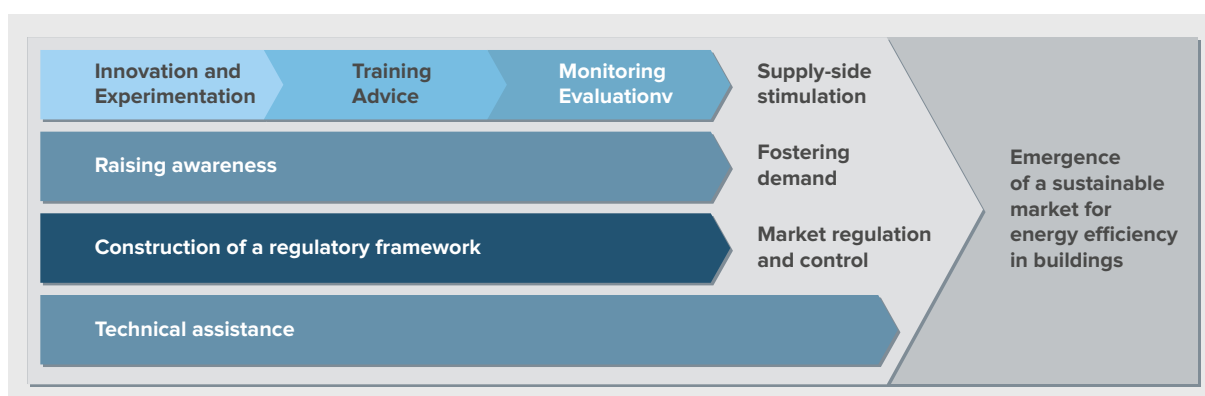 Innovation and
Experimentation
Training
Advice
Monitoring
Evaluationv
Supply-side
stimulation
Raising awareness
Fostering
demand
Construction of a regulatory framework
Market regulation
and control
Technical assistance
Emergence
of a sustainable
market for
energy efficiency
in buildings